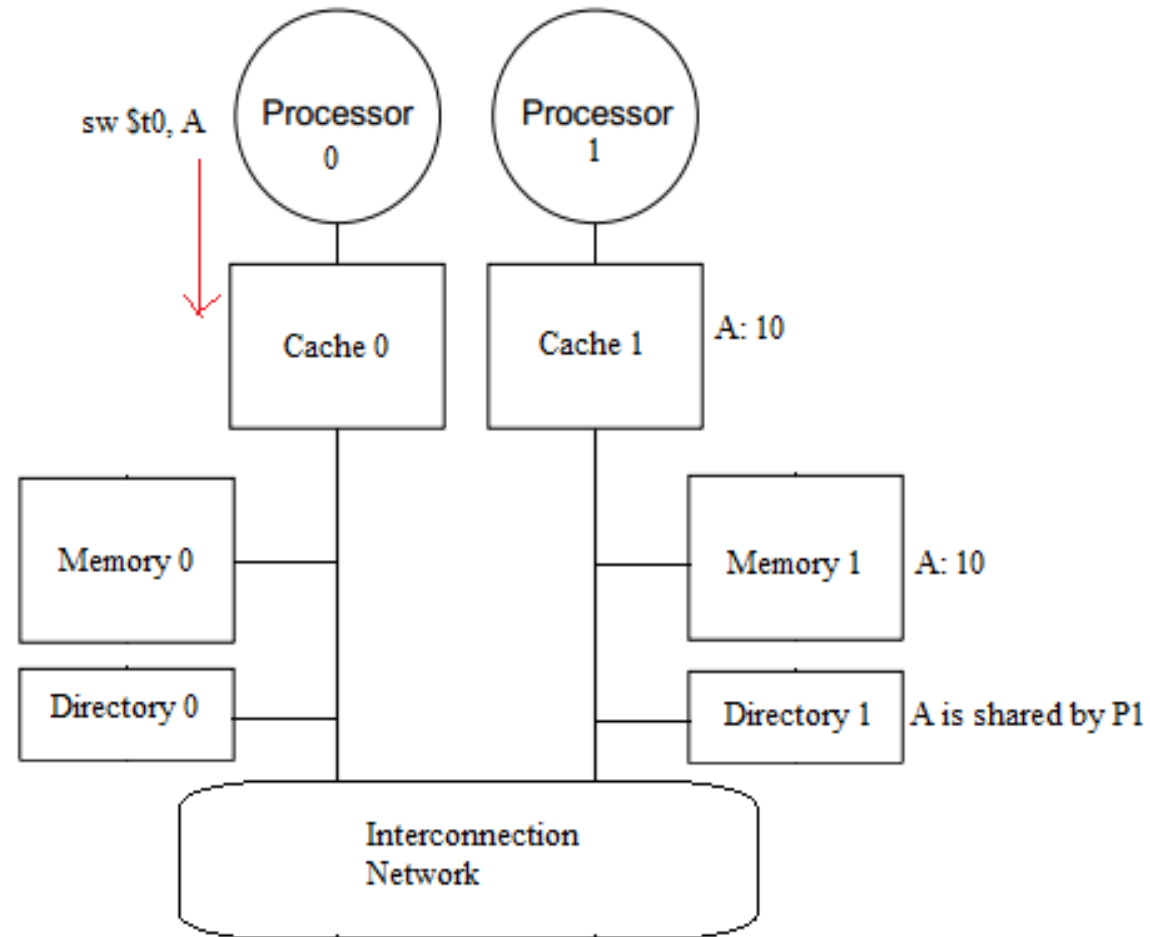 sw $t0, A
Processor
0
Processor
1
Cache 0
Cache 1
A: 10
Memory 0
Memory 1
A: 10
Directory 0
Directory 1
A is shared by P1
Interconnection
Network